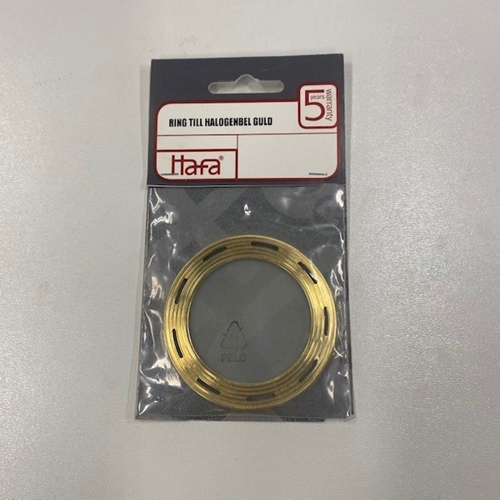 RING TILL HALOGENBEL GULD
5
years
warranty
Hafa®
PELD